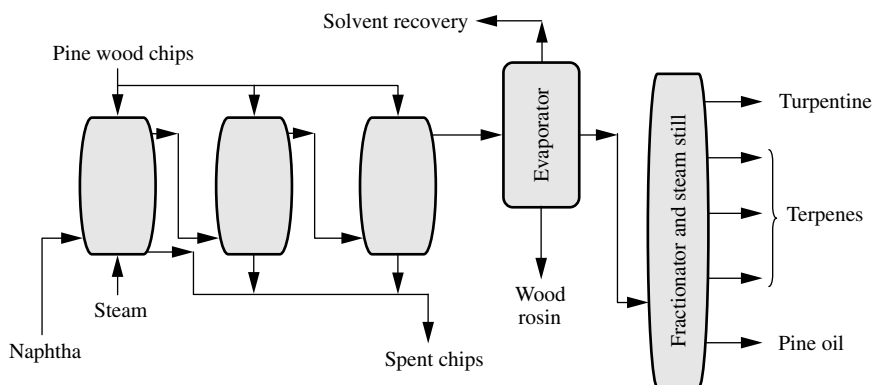 Solvent recovery
Pine wood chips
Evaporator
Fractionator and steam still
Turpentine
Terpenes
Pine oil
Wood
rosin
Steam
Naphtha
Spent chips